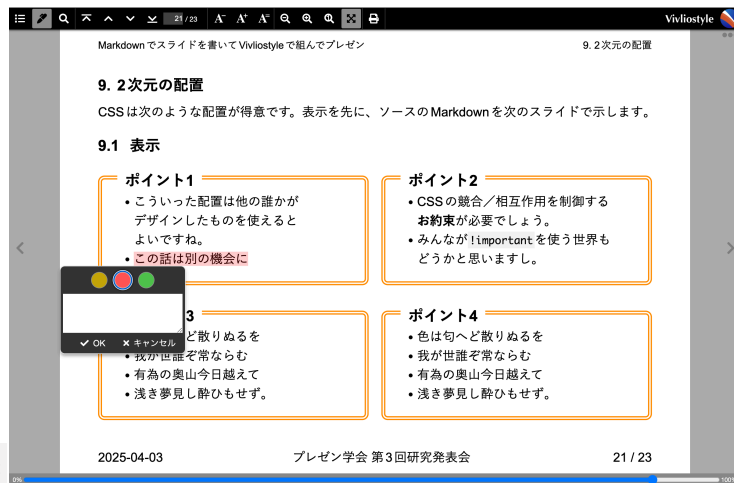 21 / 23
A- A+ A=
Vivliostyle
Markdownでスライドを書いてVivliostyleで組んでプレゼン
9. 2次元の配置
9. 2次元の配置
CSSは次のような配置が得意です。表示を先に、ソースのMarkdownを次のスライドで示します。
9.1 表示
ポイント1
• こういった配置は他の誰かが
デザインしたものを使えると
よいですね。
• この話は別の機会に
ポイント2
• CSSの競合／相互作用を制御する
お約束が必要でしょう。
• みんなが!importantを使う世界も
どうかと思いますし。
OK
キャンセル
3
ど散りぬるを
• 我が世誰ぞ常ならむ
• 有為の奥山今日越えて
• 浅き夢見し酔ひもせず。
ポイント4
• 色は匂へど散りぬるを
• 我が世誰ぞ常ならむ
• 有為の奥山今日越えて
• 浅き夢見し酔ひもせず。
2025-04-03
プレゼン学会 第3回研究発表会
21 / 23
0%
100%